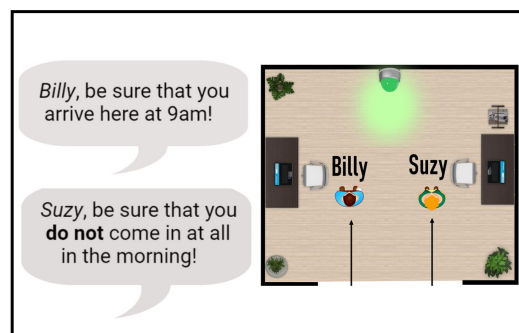 Billy, be sure that you
arrive here at 9am!
Suzy, be sure that you
do not come in at all
in the morning!
Billy
Suzy